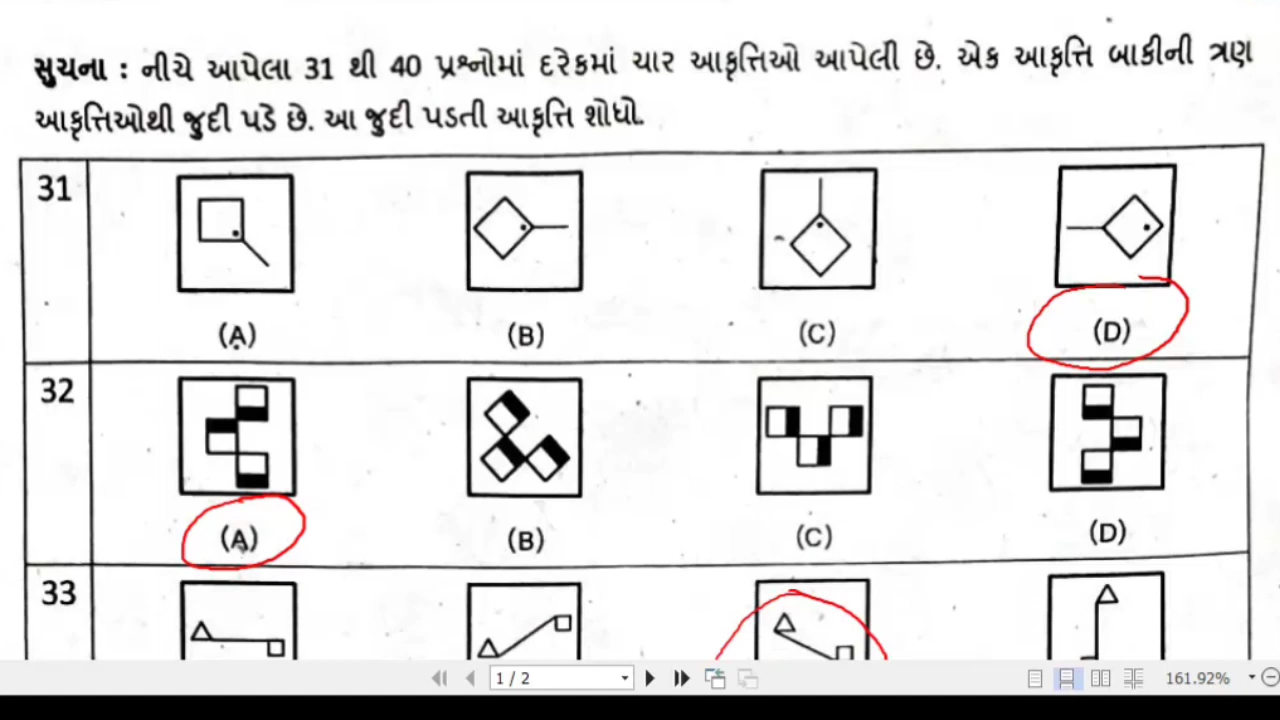 સુચના : નીચે આપેલા 31 થી 40 પ્રશ્નોમાં દરેકમાં ચાર આકૃત્તિઓ આપેલી છે. એક આકૃત્તિ બાકીની ત્રણ
આકૃત્તિઓથી જુદી પડે છે. આ જુદી પડતી આકૃત્તિ શોધો.
31
(A) (B) (C) (D)
32
(A) (B) (C) (D)
33
1 / 2
161.92%